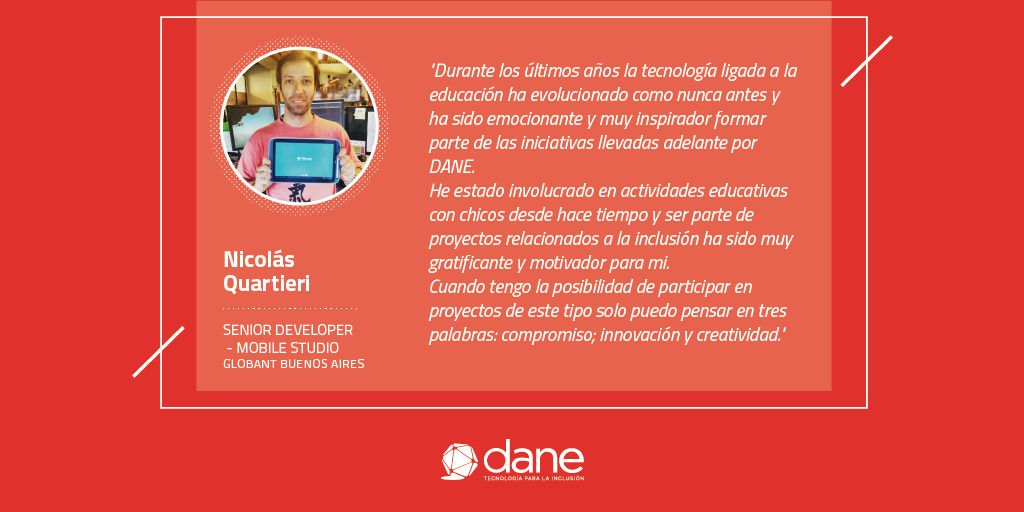 "Durante los últimos años la tecnología ligada a la
educación ha evolucionado como nunca antes y
ha sido emocionante y muy inspirador formar
parte de las iniciativas llevadas adelante por
DANE.
He estado involucrado en actividades educativas
con chicos desde hace tiempo y ser parte de
proyectos relacionados a la inclusión ha sido muy
gratificante y motivador para mi.
Cuando tengo la posibilidad de participar en
proyectos de este tipo solo puedo pensar en tres
palabras: compromiso; innovación y creatividad."
Nicolás
Quartieri
SENIOR DEVELOPER
- MOBILE STUDIO
GLOBANT BUENOS AIRES
dane
TECNOLOGÍA PARA LA INCLUSIÓN